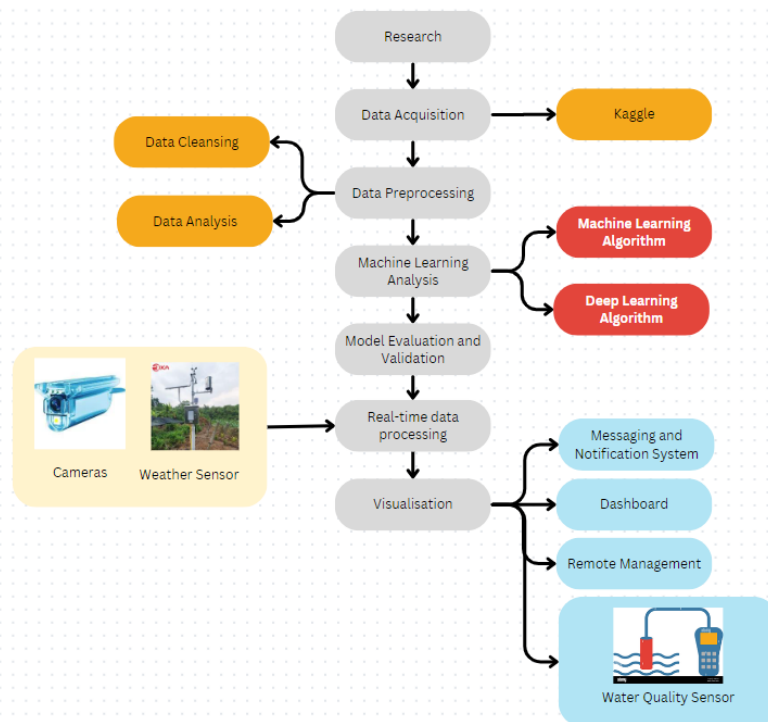 Research
Data Acquisition
Kaggle
Data Cleansing
Data Preprocessing
Data Analysis
Machine Learning
Algorithm
Machine Learning
Analysis
Deep Learning
Algorithm
Model Evaluation and
Validation
Real-time data
processing
Cameras
Weather Sensor
Messaging and
Notification System
Visualisation
Dashboard
Remote Management
Water Quality Sensor